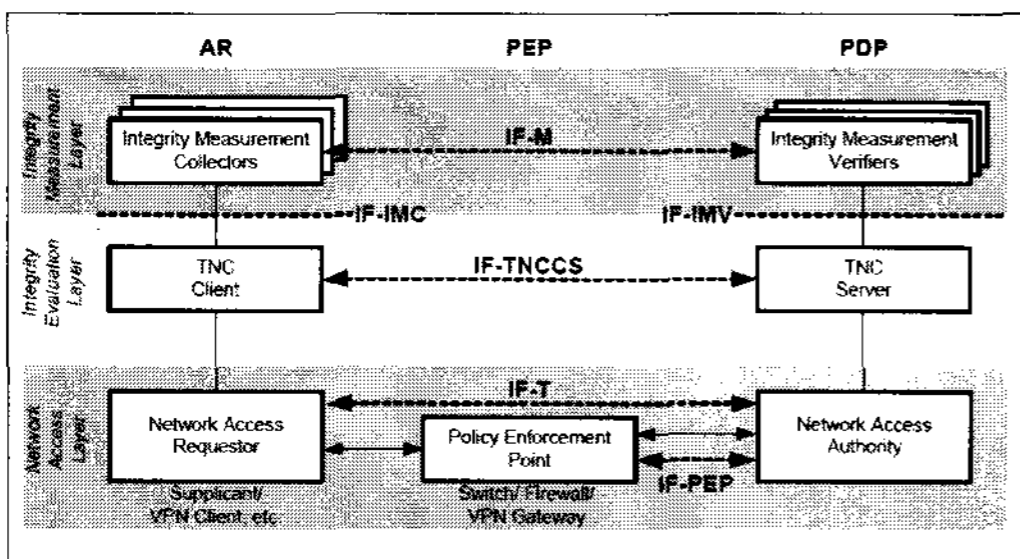 AR PEP PDP
Integrity
Measurement
Layer
Integrity Measurement
Collectors
IF-M
Integrity Measurement
Verifiers
IF-IMC
IF-IMV
Integrity
Evaluation
Layer
TNC
Client
IF-TNCCS
TNC
Server
Network
Access
Layer
Network Access
Requestor
IF-T
Policy Enforcement
Point
Network Access
Authority
IF-PEP
Supplicant/
VPN Client, etc
Switch/ Firewall/
VPN Gateway